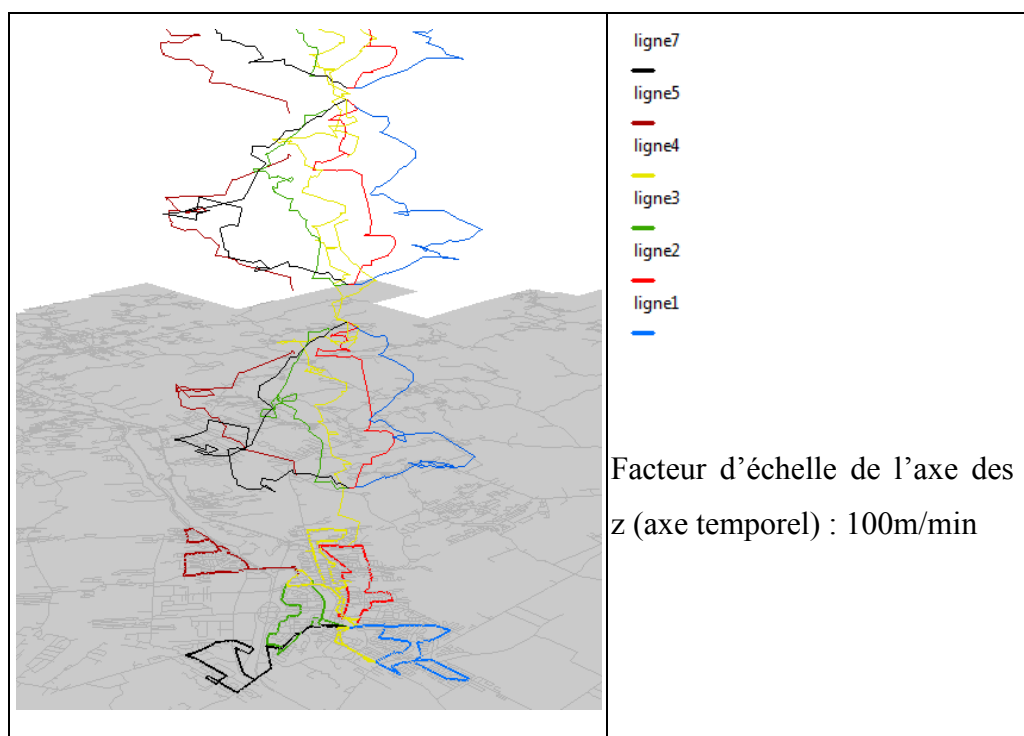 ligne7
ligne5
ligne4
ligne3
ligne2
ligne1
Facteur d’échelle de l’axe des
z (axe temporel) : 100m/min